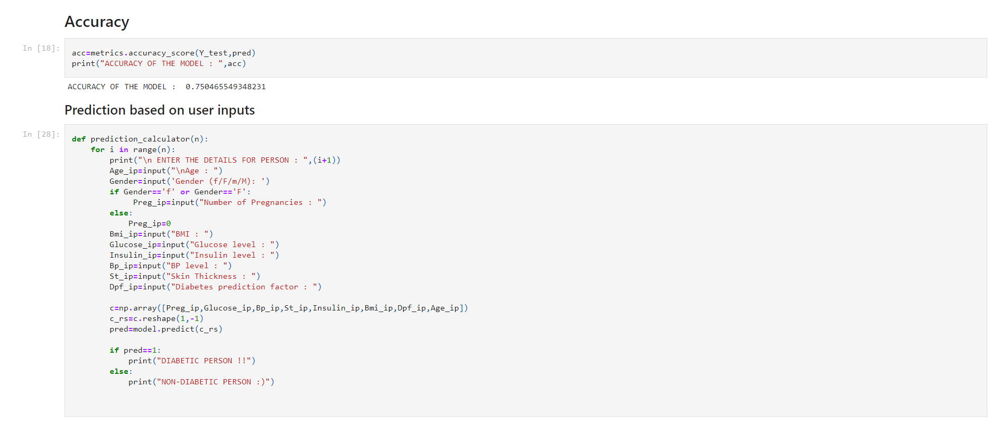 Accuracy
In [18]:
acc=metrics.accuracy_score(Y_test,pred)
print("ACCURACY OF THE MODEL : ",acc)
ACCURACY OF THE MODEL :  0.750465549348231
Prediction based on user inputs
In [28]:
def prediction_calculator(n):
    for i in range(n):
        print("\n ENTER THE DETAILS FOR PERSON : ",(i+1))
        Age_ip=input("\nAge : ")
        Gender=input('Gender (f/F/m/M): ')
        if Gender=='f' or Gender=='F':
             Preg_ip=input("Number of Pregnancies : ")
        else:
            Preg_ip=0
        Bmi_ip=input("BMI : ")
        Glucose_ip=input("Glucose level : ")
        Insulin_ip=input("Insulin level : ")
        Bp_ip=input("BP level : ")
        St_ip=input("Skin Thickness : ")
        Dpf_ip=input("Diabetes prediction factor : ")
        c=np.array([Preg_ip,Glucose_ip,Bp_ip,St_ip,Insulin_ip,Bmi_ip,Dpf_ip,Age_ip])
        c_rs=c.reshape(1,-1)
        pred=model.predict(c_rs)
        if pred==1:
            print("DIABETIC PERSON !!")
        else:
            print("NON-DIABETIC PERSON :)")